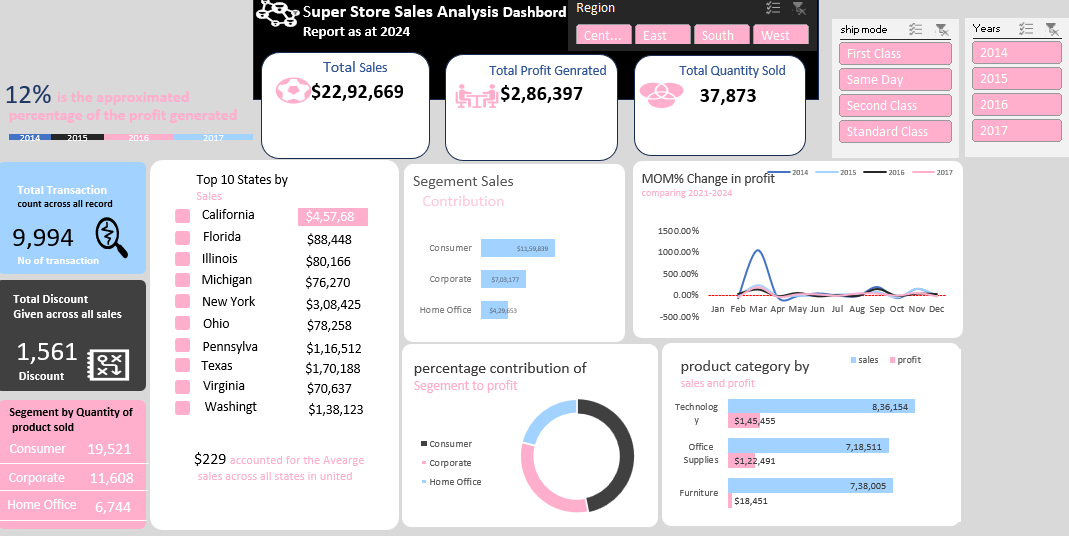 Super Store Sales Analysis Dashbord
Report as at 2024
Region
Cent...
East
South
West
ship mode
First Class
Same Day
Second Class
Standard Class
Years
2014
2015
2016
2017
Total Sales
$22,92,669
Total Profit Genrated
$2,86,397
Total Quantity Sold
37,873
12% is the approximated
percentage of the profit generated
2014
2015
2016
2017
Total Transaction
count across all record
9,994
No of transaction
Total Discount
Given across all sales
1,561
Discount
Segement by Quantity of
product sold
Consumer 19,521
Corporate 11,608
Home Office 6,744
Top 10 States by
Sales
California $4,57,68
Florida $88,448
Illinois $80,166
Michigan $76,270
New York $3,08,425
Ohio $78,258
Pennsylva $1,16,512
Texas $1,70,188
Virginia $70,637
Washingt $1,38,123
$229 accounted for the Avearge
sales across all states in united
Segement Sales
Contribution
Consumer $11,59,839
Corporate $7,03,177
Home Office $4,29,653
MOM% Change in profit
comparing 2021-2024
2014
2015
2016
2017
1500.00%
1000.00%
500.00%
0.00%
-500.00%
Jan Feb Mar Apr May Jun Jul Aug Sep Oct Nov Dec
percentage contribution of
Segement to profit
Consumer
Corporate
Home Office
product category by
sales and profit
sales
profit
Technolog
y
8,36,154
$1,45,455
Office
Supplies
7,18,511
$1,22,491
Furniture
7,38,005
$18,451